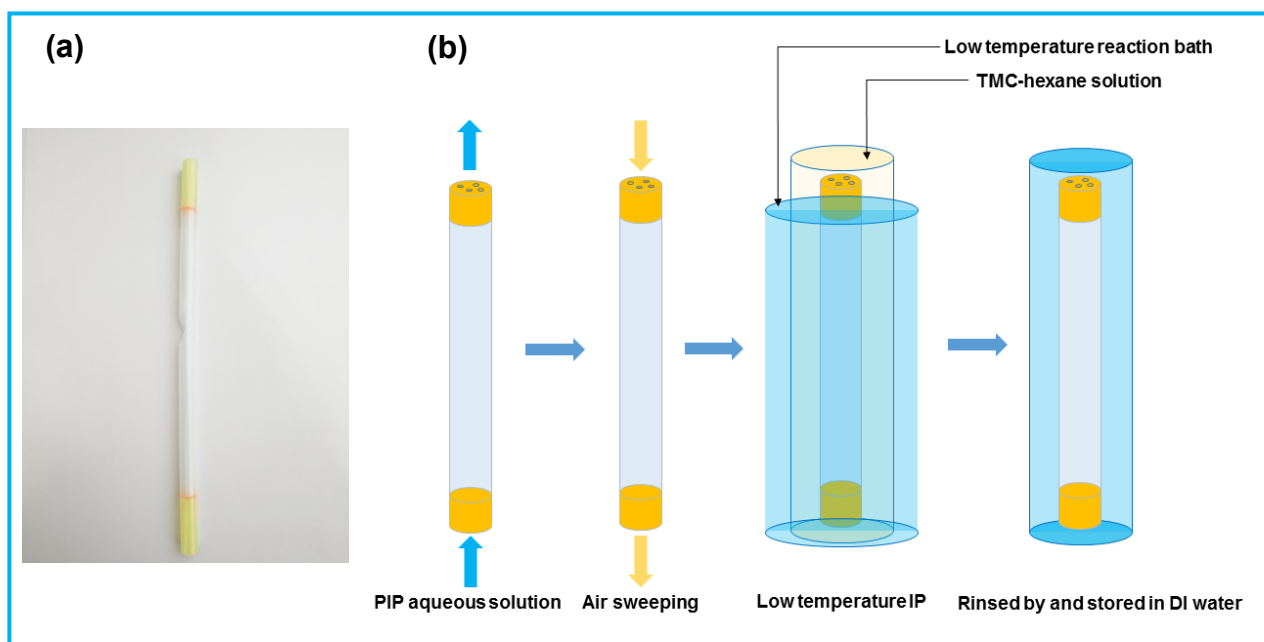 (a)
(b)
Low temperature reaction bath
TMC-hexane solution
PIP aqueous solution
Air sweeping
Low temperature IP
Rinsed by and stored in DI water